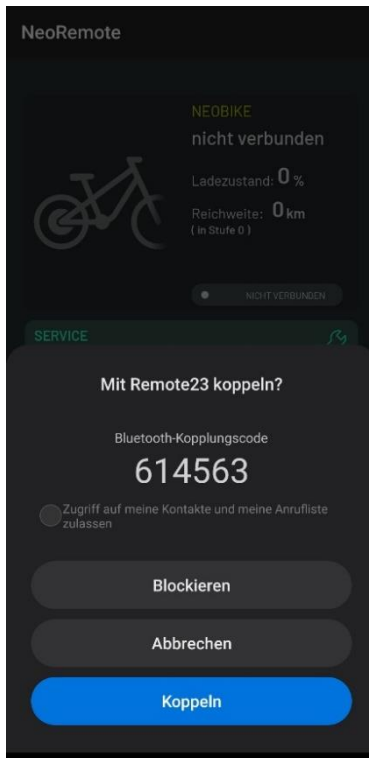 NeoRemote
NEOBIKE
nicht verbunden
Ladezustand: 0 %
Reichweite: 0 km
( in Stufe 0 )
NICHT VERBUNDEN
SERVICE
Mit Remote23 koppeln?
Bluetooth-Kopplungscode
614563
Zugriff auf meine Kontakte und meine Anrufliste
zulassen
Blockieren
Abbrechen
Koppeln